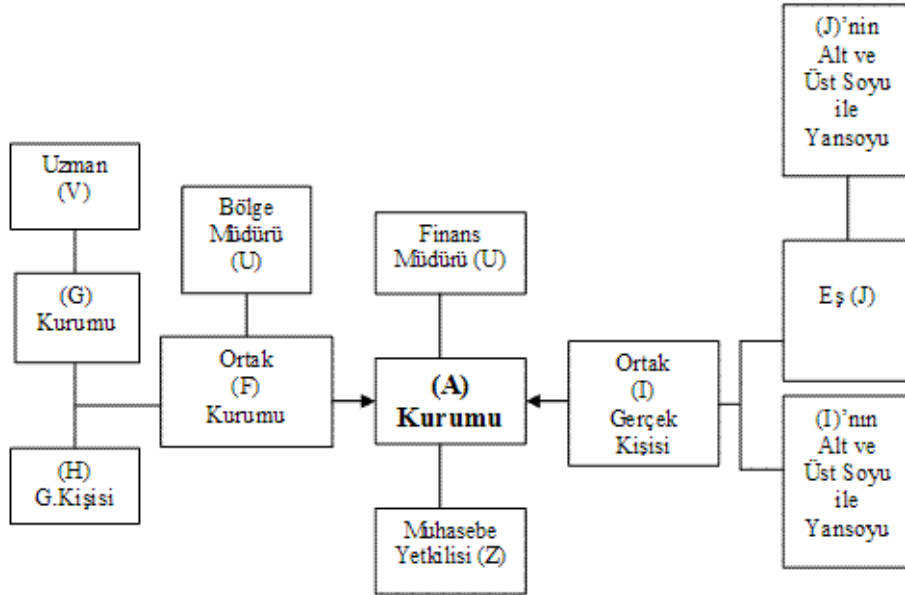 (J)'nin
Alt ve
Üst Soyu
ile
Yansoyu
Uzman
(V)
Bölge
Müdürü
(U)
Finans
Müdürü (U)
(G)
Kurumu
Eş (J)
Ortak
(F)
Kurumu
(A)
Kurumu
Ortak
(I)
Gerçek
Kişisi
(H)
G.Kişisi
(I)'nın
Alt ve
Üst Soyu
ile
Yansoyu
Muhasebe
Yetkilisi (Z)